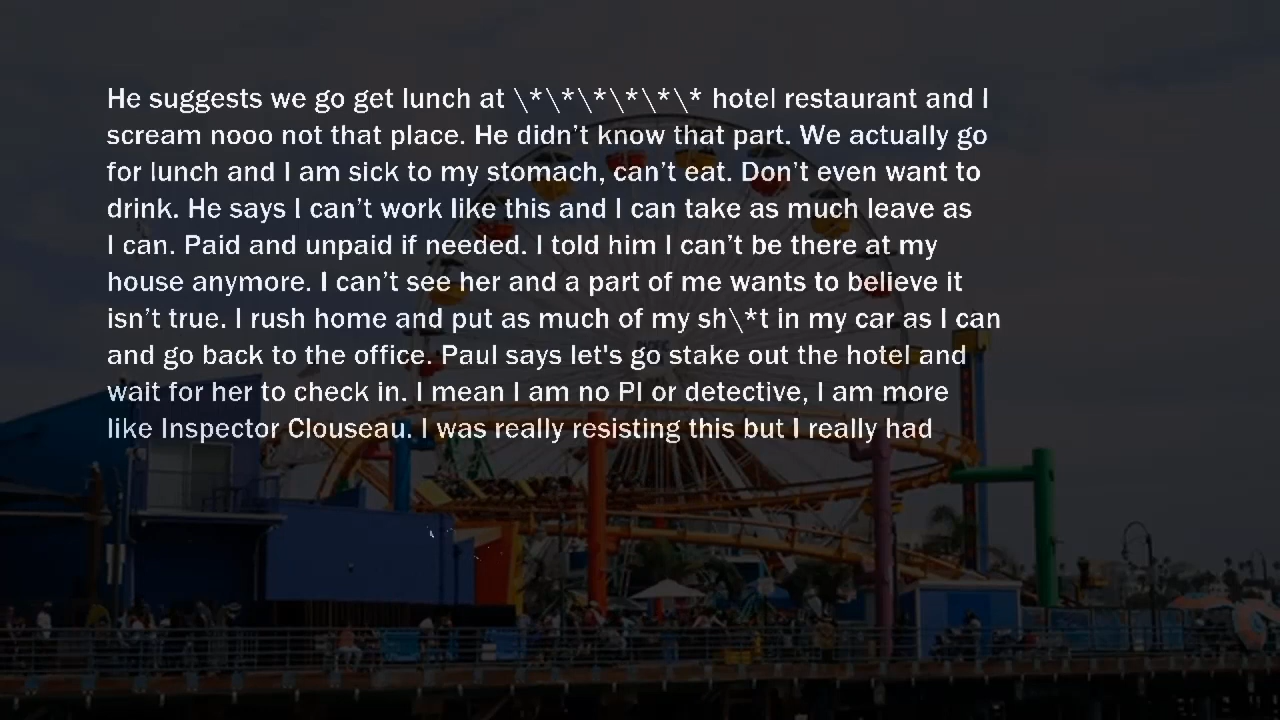 He suggests we go get lunch at \*\*\*\*\*\* hotel restaurant and I
scream nooo not that place. He didn’t know that part. We actually go
for lunch and I am sick to my stomach, can’t eat. Don’t even want to
drink. He says I can’t work like this and I can take as much leave as
I can. Paid and unpaid if needed. I told him I can’t be there at my
house anymore. I can’t see her and a part of me wants to believe it
isn’t true. I rush home and put as much of my sh\*t in my car as I can
and go back to the office. Paul says let's go stake out the hotel and
wait for her to check in. I mean I am no PI or detective, I am more
like Inspector Clouseau. I was really resisting this but I really had